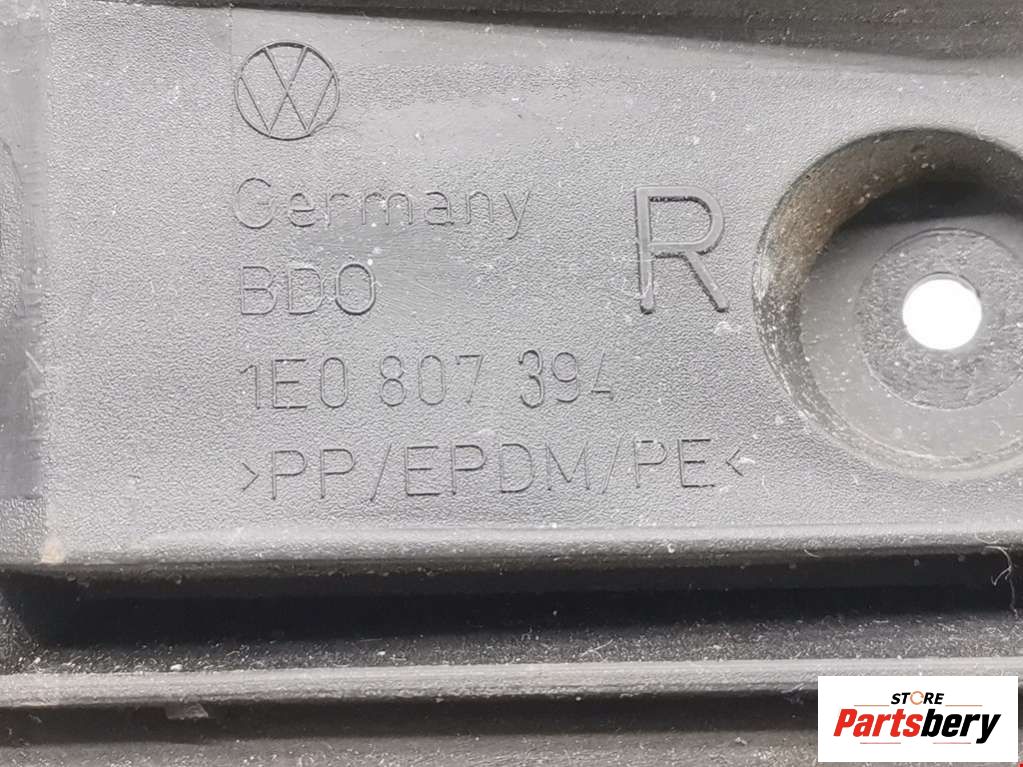 Germany
BDO
R
1E0 807 394
>PP/EPDM/PE<
STORE
Partsbery